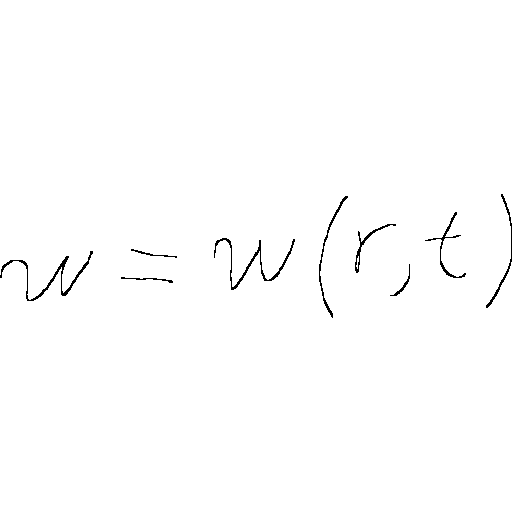 w = w(r,t)